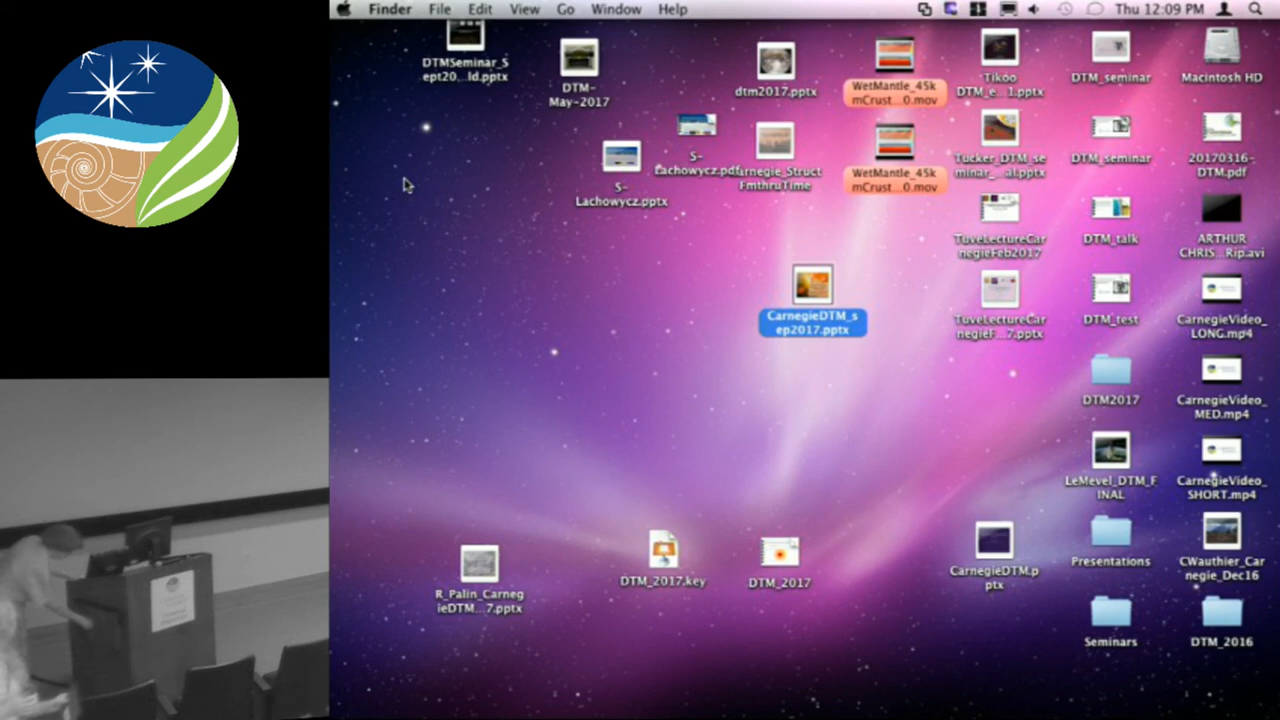 Finder File Edit View Go Window Help Thu 12:09 PM
DTMSeminar_S
ept20...ld.pptx
DTM-
May-2017
dtm2017.pptx
WetMantle_45k
mCrust...0.mov
Tikoo
DTM_e...1.pptx
DTM_seminar
Macintosh HD
S-
Lachowycz.pptx
S-
Lachowycz.pdf
arnegie_Struct
FmthruTime
WetMantle_45k
mCrust...0.mov
Tucker_DTM_se
minar_...al.pptx
DTM_seminar
20170316-
DTM.pdf
TuveLectureCar
negieFeb2017
DTM_talk
ARTHUR
CHRIS...Rip.avi
CarnegieDTM_s
ep2017.pptx
TuveLectureCar
negieF...7.pptx
DTM_test
CarnegieVideo_
LONG.mp4
DTM2017
CarnegieVideo_
MED.mp4
LeMevel_DTM_F
INAL
CarnegieVideo_
SHORT.mp4
R_Palin_Carneg
ieDTM...7.pptx
DTM_2017.key
DTM_2017
CarnegieDTM.p
ptx
Presentations
CWauthier_Car
negie_Dec16
Seminars
DTM_2016